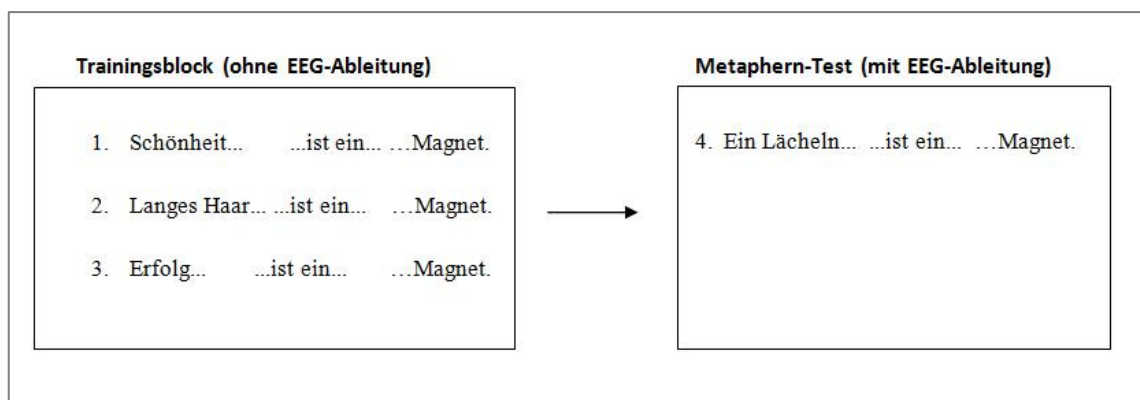 Trainingsblock (ohne EEG-Ableitung)
1. Schönheit... ...ist ein... ...Magnet.
2. Langes Haar... ...ist ein... ...Magnet.
3. Erfolg... ...ist ein... ...Magnet.
Metaphern-Test (mit EEG-Ableitung)
4. Ein Lächeln... ...ist ein... ...Magnet.